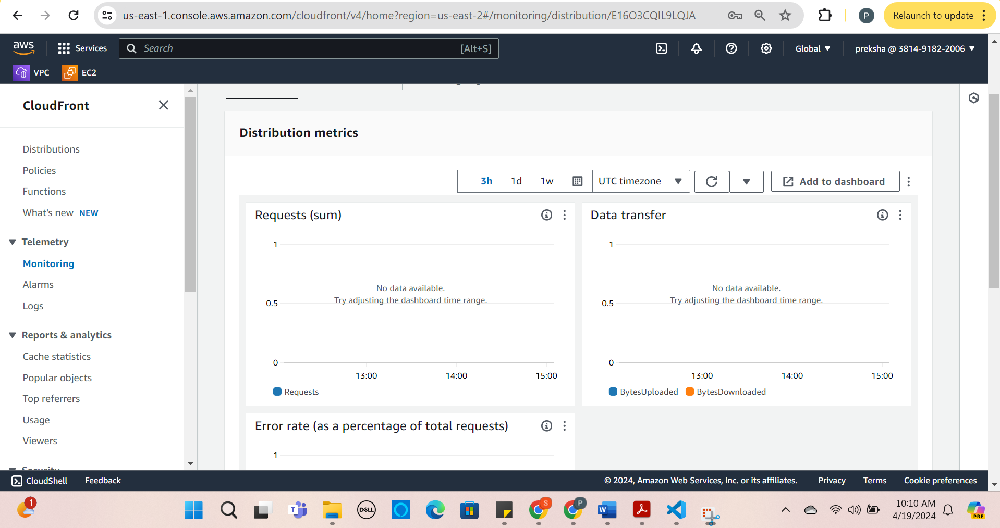 us-east-1.console.aws.amazon.com/cloudfront/v4/home?region=us-east-2#/monitoring/distribution/E16O3CQIL9LQJA
P
Relaunch to update
aws
Services
Search
[Alt+S]
Global
preksha @ 3814-9182-2006
VPC
EC2
CloudFront
Distributions
Policies
Functions
What's new NEW
Telemetry
Monitoring
Alarms
Logs
Reports & analytics
Cache statistics
Popular objects
Top referrers
Usage
Viewers
Security
Distribution metrics
3h 1d 1w
UTC timezone
Add to dashboard
Requests (sum)
1
No data available.
Try adjusting the dashboard time range.
0.5
0
13:00 14:00 15:00
Requests
Data transfer
1
No data available.
Try adjusting the dashboard time range.
0.5
0
13:00 14:00 15:00
BytesUploaded BytesDownloaded
Error rate (as a percentage of total requests)
1
CloudShell
Feedback
© 2024, Amazon Web Services, Inc. or its affiliates.
Privacy
Terms
Cookie preferences
1
T
DELL
S
P
W
10:10 AM
4/19/2024
PRE